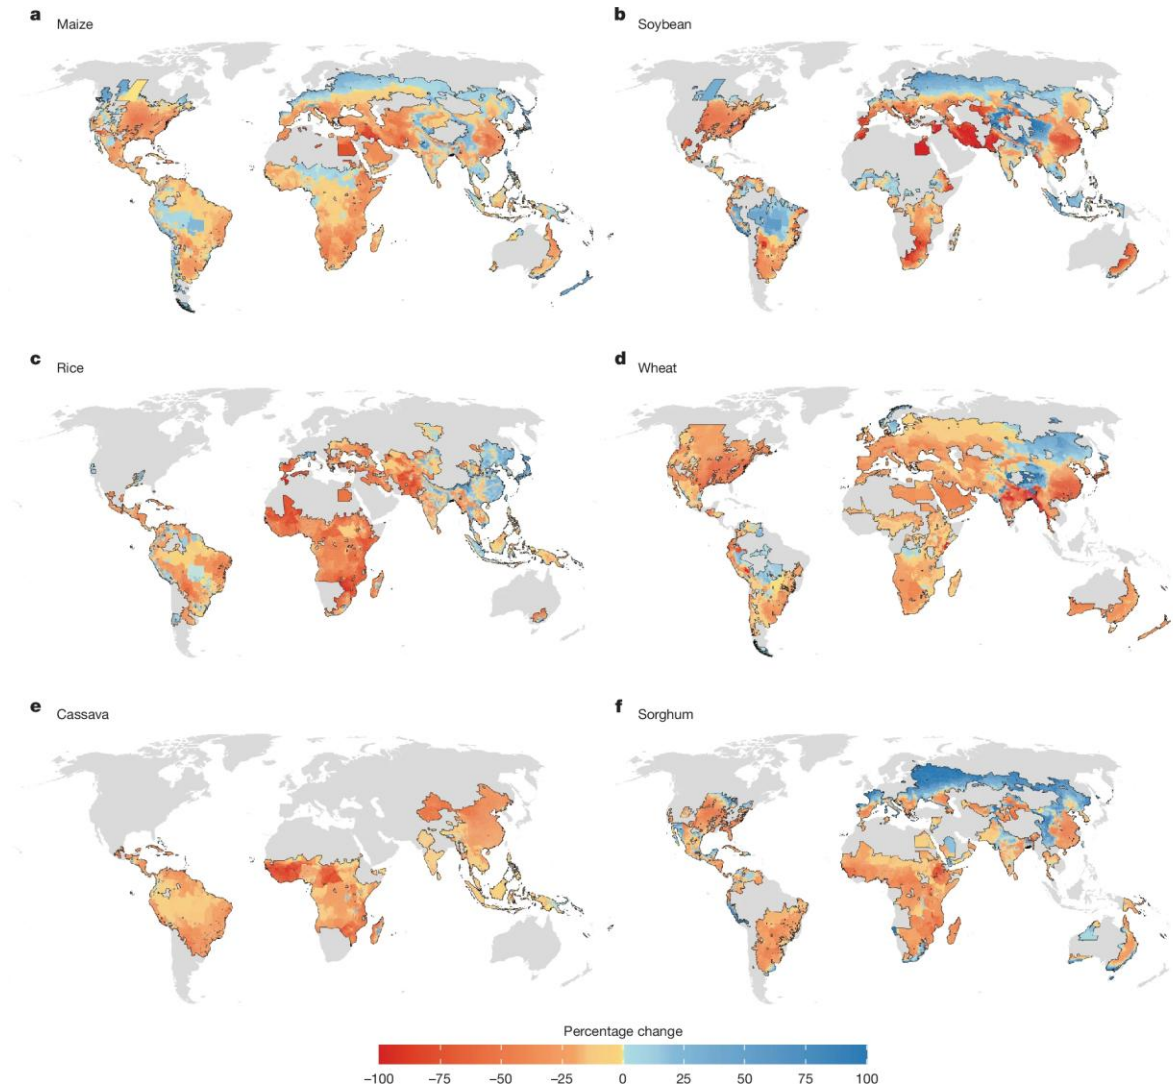 a Maize
b Soybean
c Rice
d Wheat
e Cassava
f Sorghum
Percentage change
−100 −75 −50 −25 0 25 50 75 100